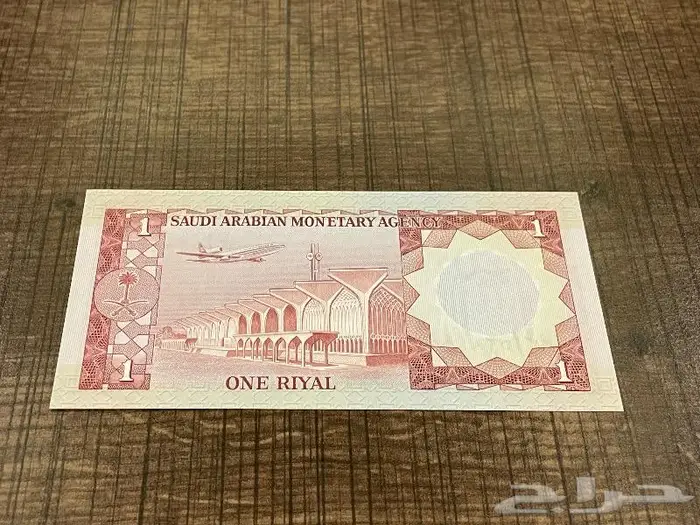 SAUDI ARABIAN MONETARY AGENCY
1 1
1 1
ONE RIYAL
حراج